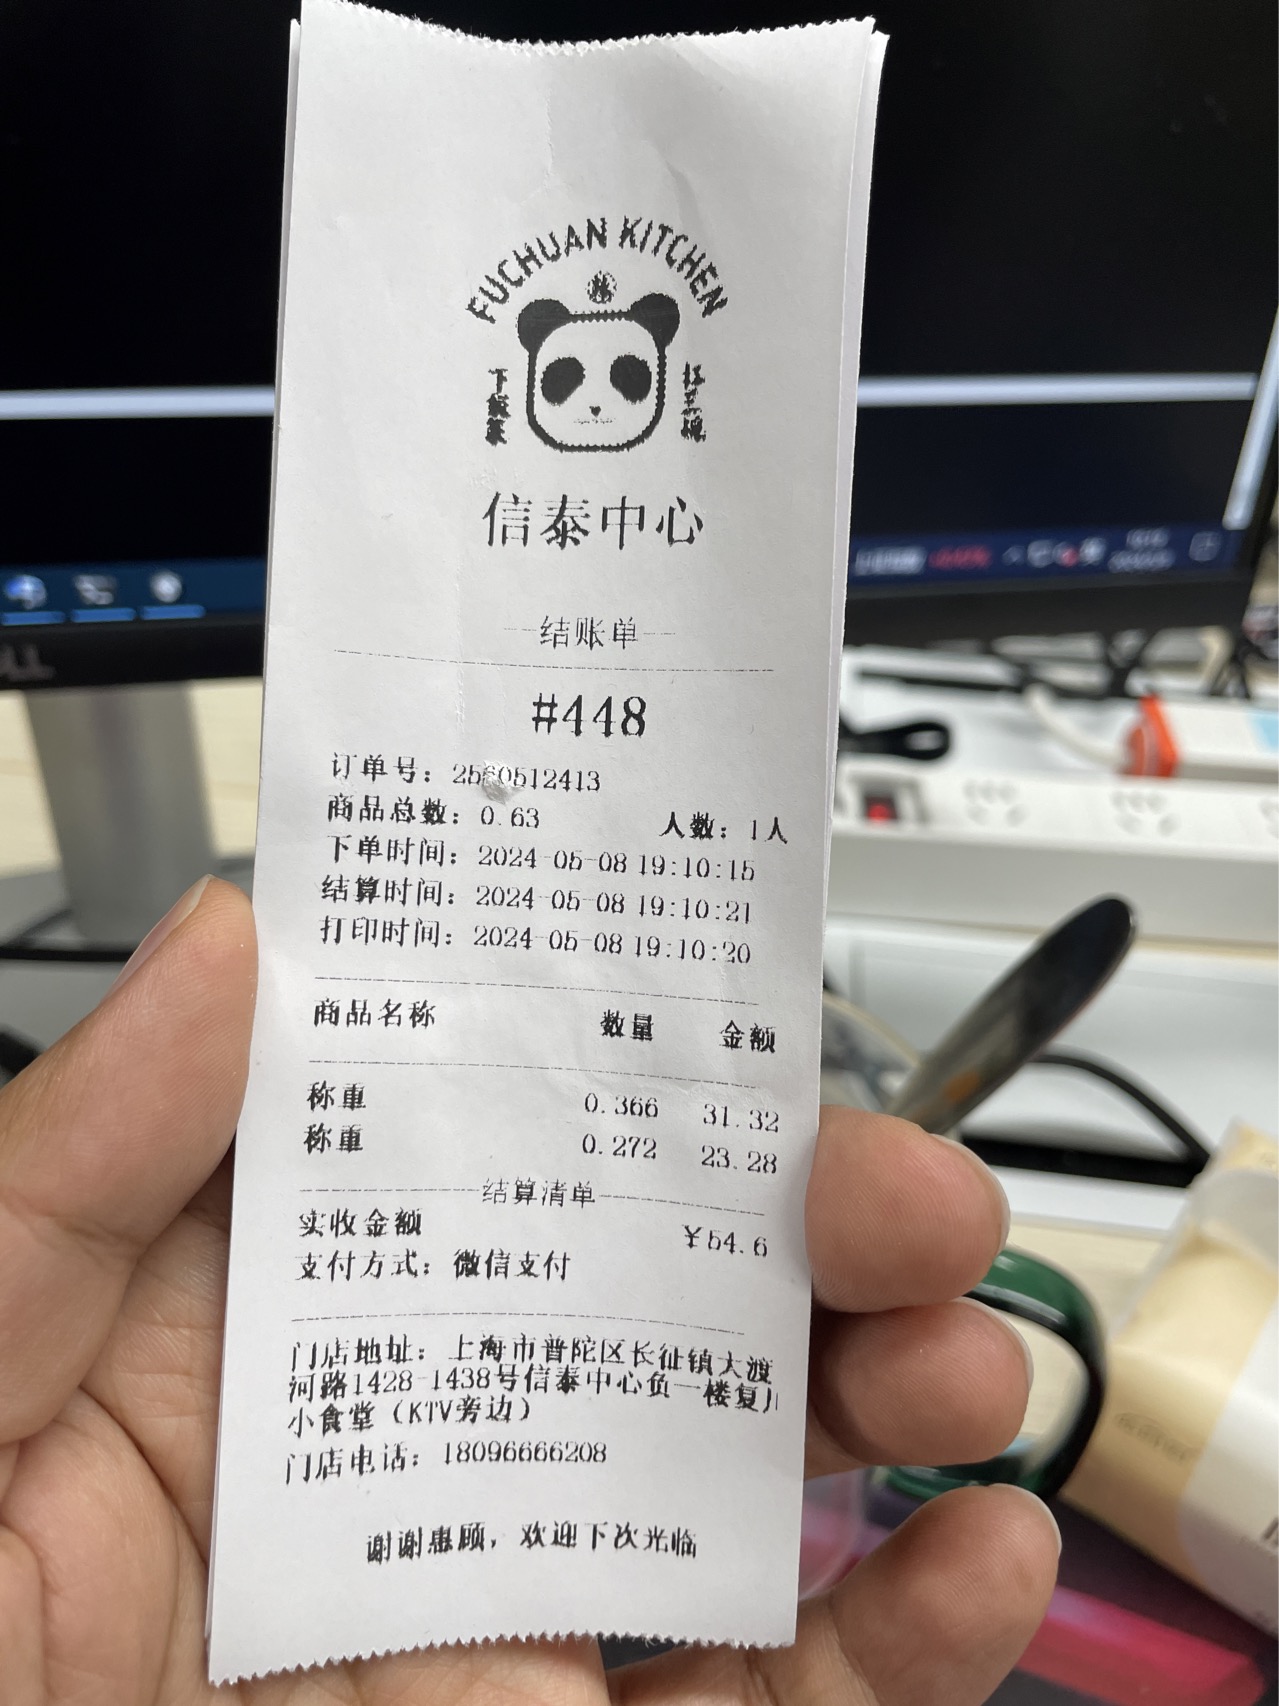 FUCHUAN KITCHEN
信泰中心
结账单
#448
订单号：2560512413
商品总数：0.63 人数：1人
下单时间：2024-05-08 19:10:15
结算时间：2024-05-08 19:10:21
打印时间：2024-05-08 19:10:20
商品名称 数量 金额
称重 0.366 31.32
称重 0.272 23.28
结算清单
实收金额 ￥54.6
支付方式：微信支付
门店地址：上海市普陀区长征镇大渡
河路1428-1438号信泰中心负一楼复川
小食堂（KTV旁边）
门店电话：18096666208
谢谢惠顾，欢迎下次光临